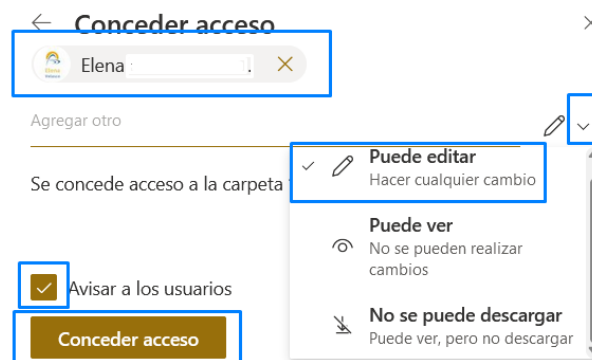 Conceder acceso
Elena .
Agregar otro
Puede editar
Hacer cualquier cambio
Se concede acceso a la carpeta
Puede ver
No se pueden realizar
cambios
Avisar a los usuarios
No se puede descargar
Puede ver, pero no descargar
Conceder acceso